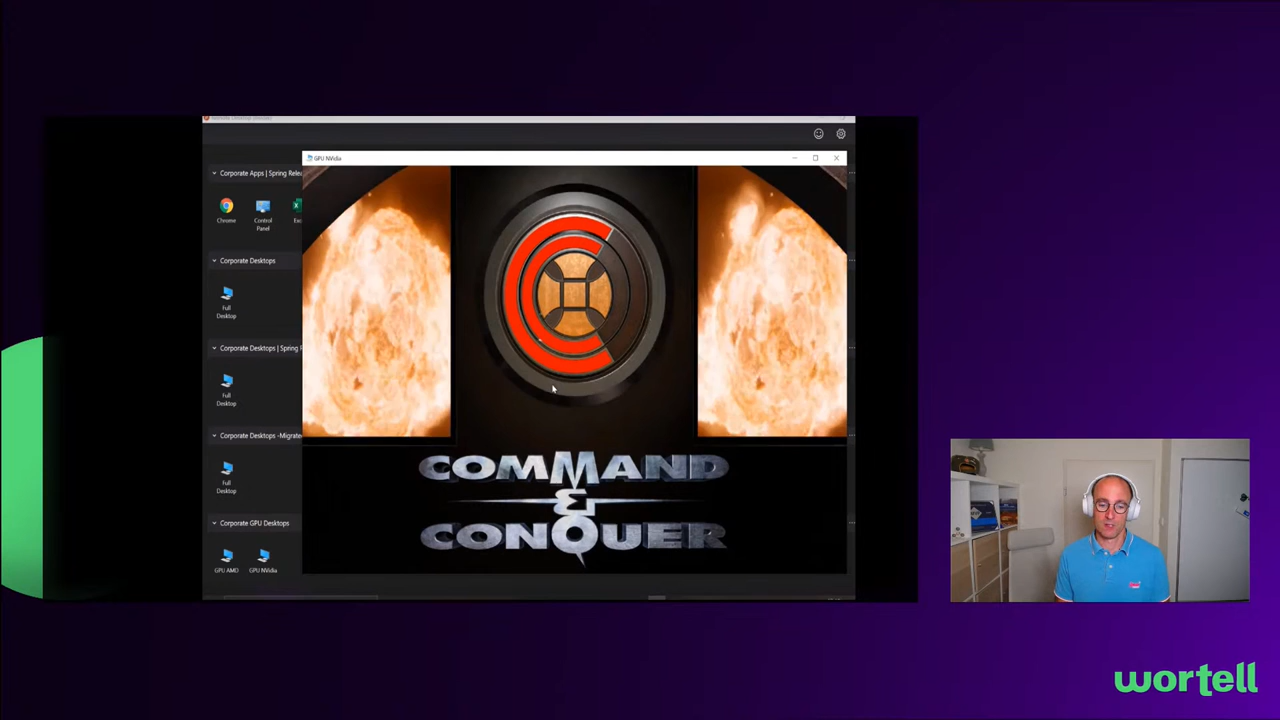 GPU NVidia
Corporate Apps | Spring Relea
Chrome
Control
Panel
Corporate Desktops
Full
Desktop
Corporate Desktops | Spring R
Full
Desktop
Corporate Desktops -Migrate
Full
Desktop
Corporate GPU Desktops
GPU AMD
GPU NVidia
COMMAND
&
CONQUER
wortell